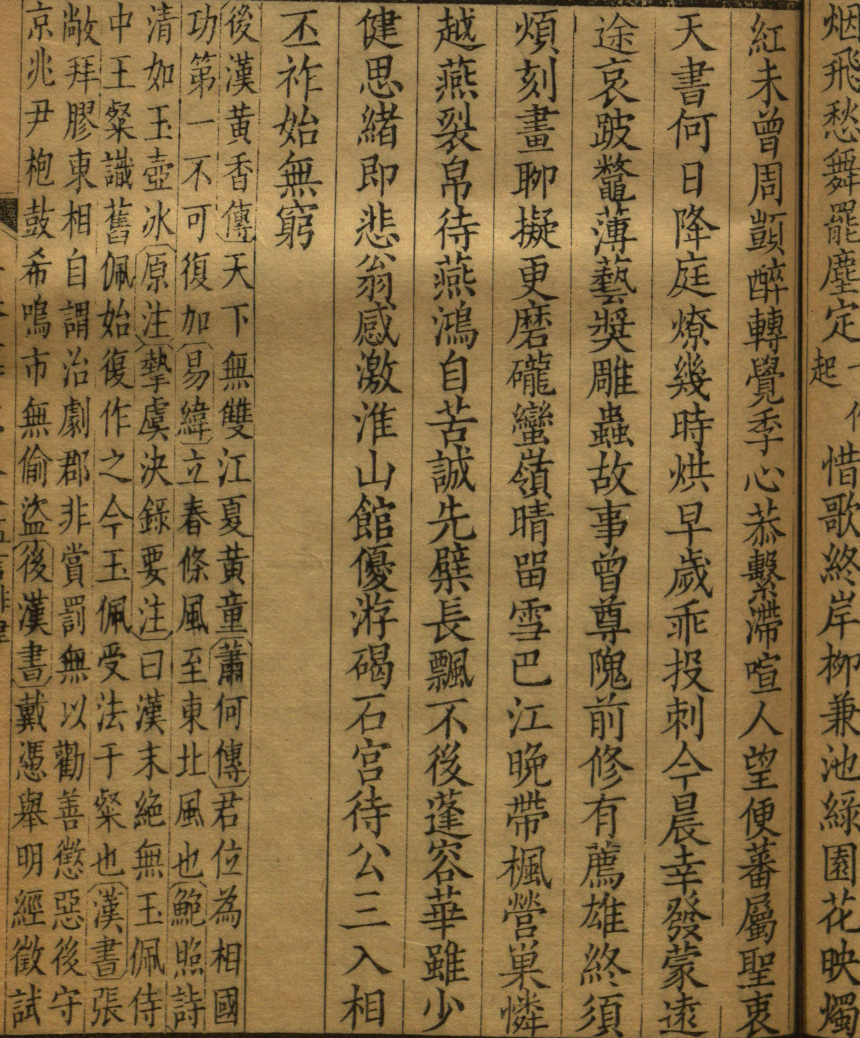 烟飛愁舞罷塵定惜歌終岸柳兼池綠園花映燭
起
紅未曾周顗醉轉覺季心恭繫滯喧人望便蕃屬聖衷
天書何日降庭燎幾時烘早歲乖投刺今晨幸發蒙遠
途哀跛鼈薄藝奬雕蟲故事曾尊隗前修有薦雄終須
煩刻畫聊擬更磨礲蠻嶺晴留雪巴江晚帶楓營巢憐
越燕裂帛待燕鴻自苦誠先檗長飄不後蓬容華雖少
健思緒即悲翁感激淮山館優游碣石宮待公三入相
丕祚始無窮
後漢黃香傳天下無雙江夏黃童蕭何傳君位為相國
功第一不可復加易緯立春條風至東北風也鮑照詩
清如玉壺冰原注摯虞決錄要注曰漢末絕無玉佩侍
中王粲識舊佩始復作之今玉佩受法于粲也漢書張
敞拜膠東相自謂治劇郡非賞罰無以勸善懲惡後守
京兆尹枹鼓希鳴市無偷盜後漢書戴憑舉明經徵試